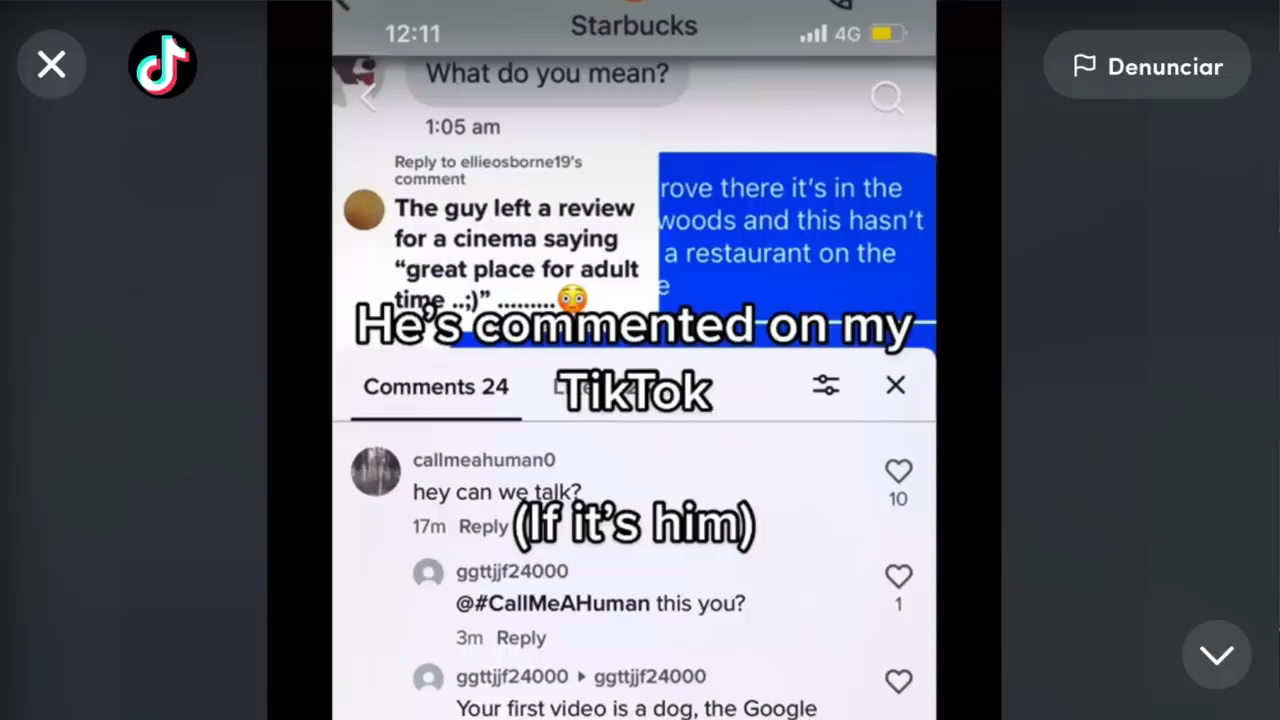 Starbucks
12:11
4G
Denunciar
What do you mean?
1:05 am
Reply to ellieosborne19's
comment
The guy left a review
for a cinema saying
“great place for adult
time ..;)” .........😳
rove there it’s in the
woods and this hasn’t
a restaurant on the
e
He’s commented on my
TikTok
(If it’s him)
Comments 24
callmeahuman0
hey can we talk?
10
17m Reply
ggttjjf24000
@#CallMeAHuman this you?
1
3m Reply
ggttjjf24000 ▸ ggttjjf24000
Your first video is a dog, the Google